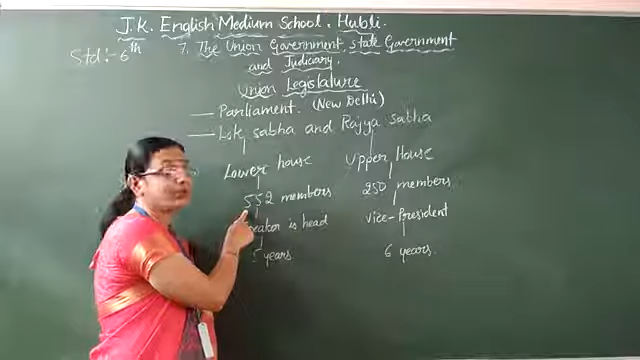 J.K. English Medium School, Hubli.
Std:- 6th
7. The Union Government, State Government
and Judiciary.
Union Legislature
— Parliament. (New Delhi)
— Lok sabha and Rajya sabha
Lower house Upper House
552 members 250 members
is head Vice-President
5 years 6 years.